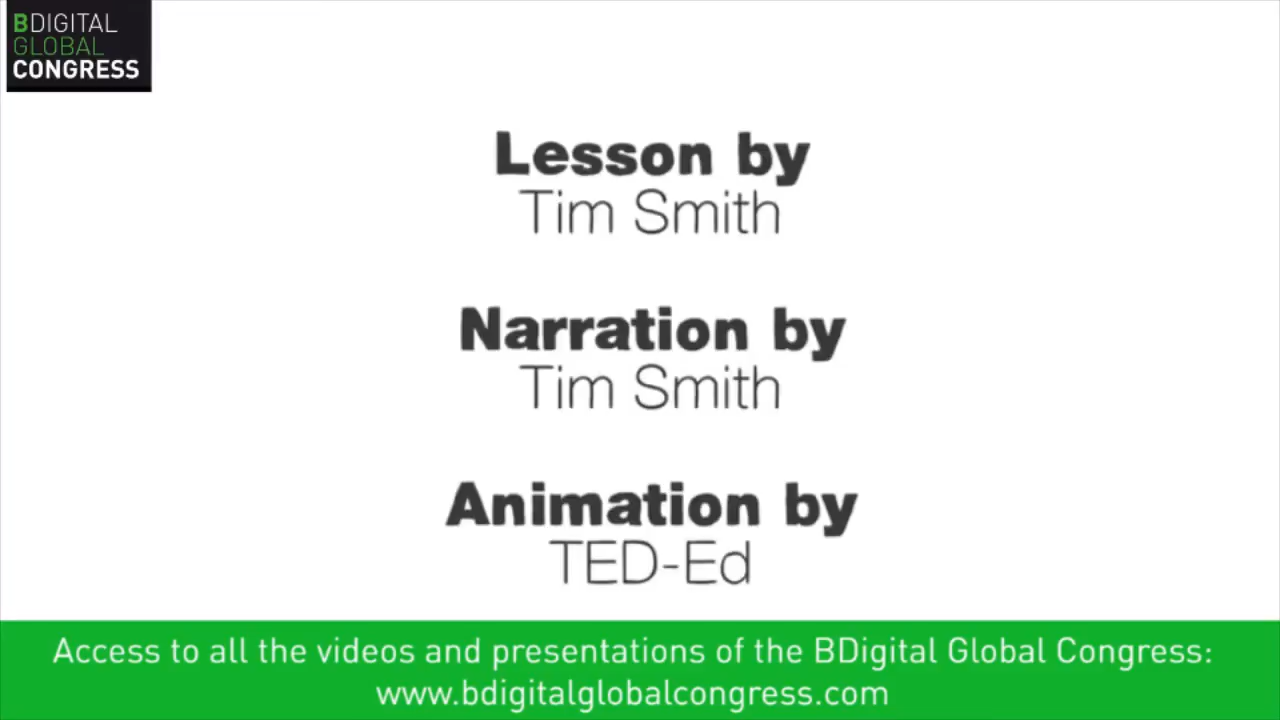 BDIGITAL
GLOBAL
CONGRESS
Lesson by
Tim Smith
Narration by
Tim Smith
Animation by
TED-Ed
Access to all the videos and presentations of the BDigital Global Congress:
www.bdigitalglobalcongress.com